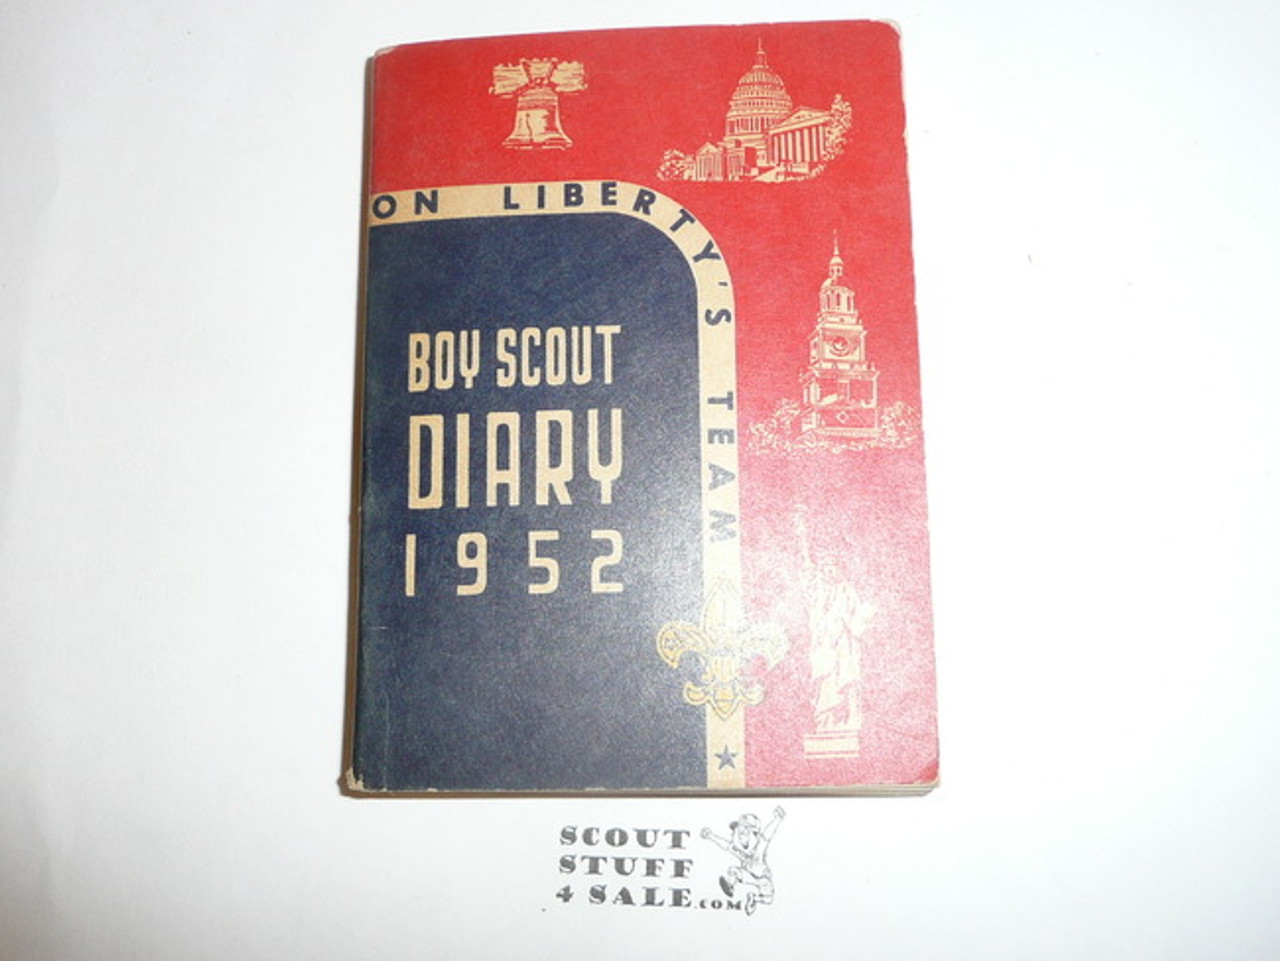 ON LIBERTY'S TEAM
BOY SCOUT
DIARY
1952
SCOUT
STUFF
4 SALE.COM